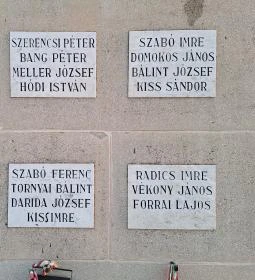 SZERENCSI PÉTER
BANG PÉTER
MELLER JÓZSEF
HÓDI ISTVÁN
SZABÓ IMRE
DOMOKOS JÁNOS
BÁLINT JÓZSEF
KISS SÁNDOR
SZABÓ FERENC
TORNYAI BÁLINT
DARIDA JÓZSEF
KISS IMRE
RADICS IMRE
VÉKONY JÁNOS
FORRAI LAJOS